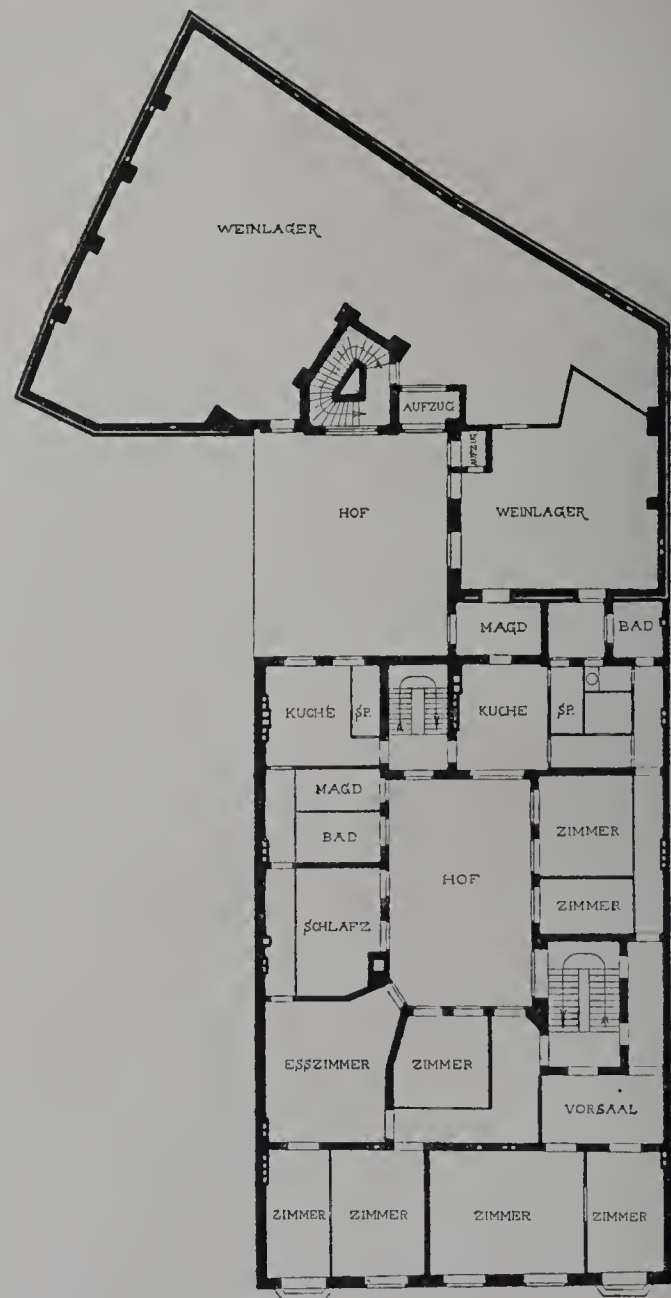 WEINLAGER
AUFZUG
AUFZUG
HOF
WEINLAGER
MAGD
BAD
KUCHE
SP.
KUCHE
SP.
MAGD
BAD
ZIMMER
HOF
SCHLAFZ
ZIMMER
ESSZIMMER
ZIMMER
VORSAAL
ZIMMER
ZIMMER
ZIMMER
ZIMMER